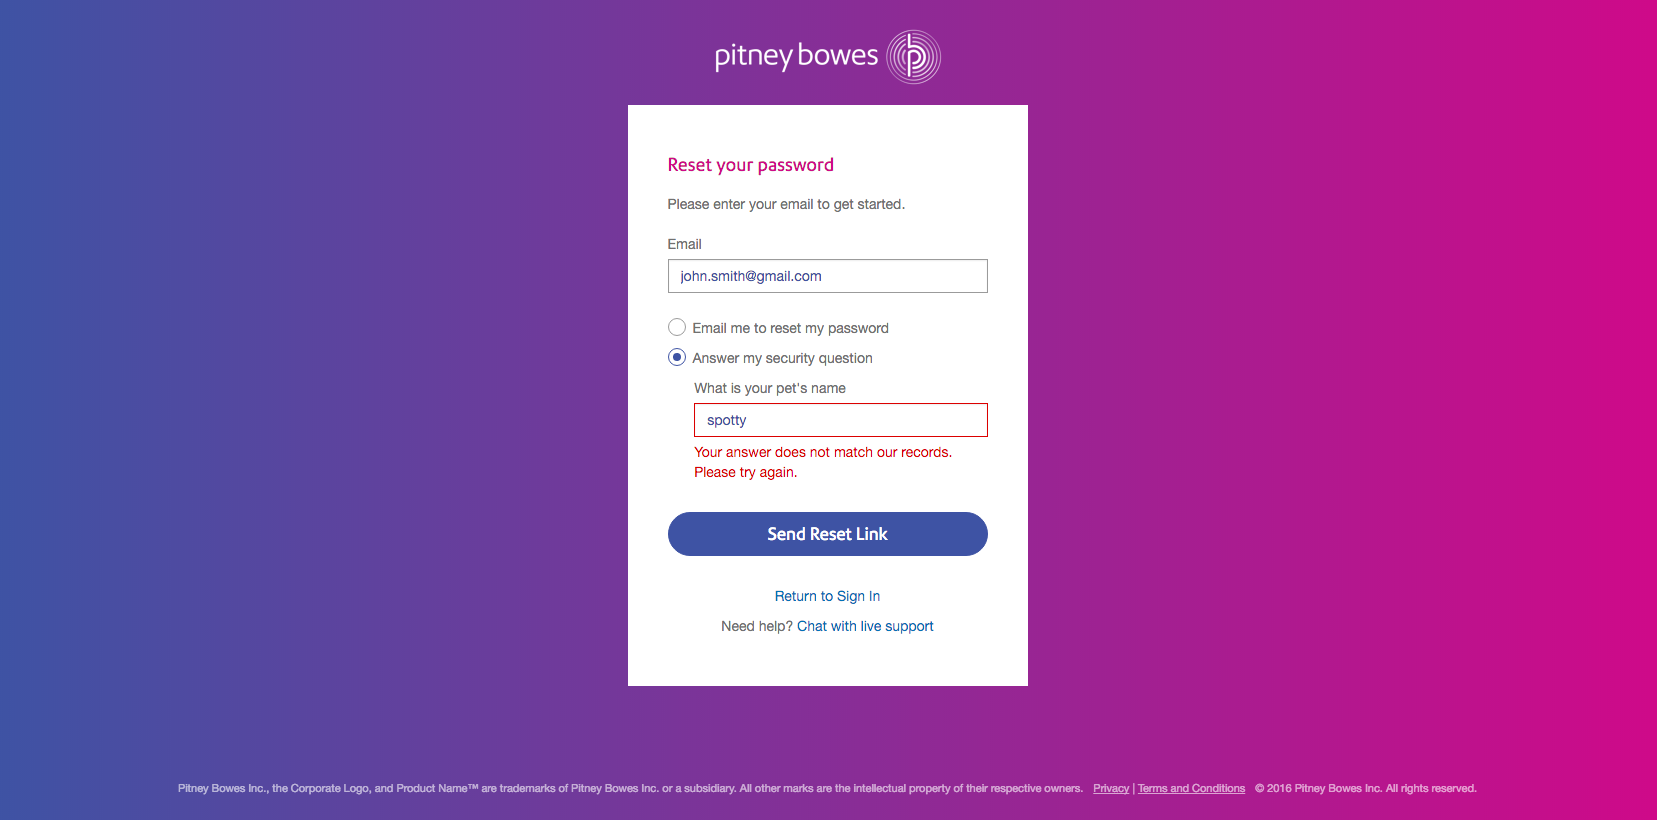 pitney bowes
Reset your password
Please enter your email to get started.
Email
john.smith@gmail.com
Email me to reset my password
Answer my security question
What is your pet's name
spotty
Your answer does not match our records.
Please try again.
Send Reset Link
Return to Sign In
Need help? Chat with live support
Pitney Bowes Inc., the Corporate Logo, and Product Name™ are trademarks of Pitney Bowes Inc. or a subsidiary. All other marks are the intellectual property of their respective owners. Privacy | Terms and Conditions © 2016 Pitney Bowes Inc. All rights reserved.